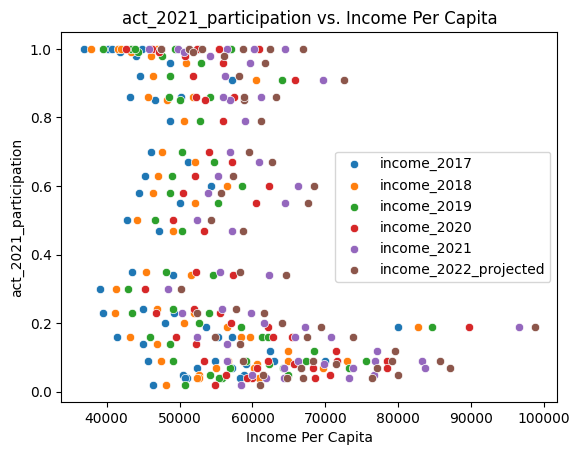 act_2021_participation vs. Income Per Capita
1.0
0.8
0.6
0.4
0.2
0.0
act_2021_participation
income_2017
income_2018
income_2019
income_2020
income_2021
income_2022_projected
40000 50000 60000 70000 80000 90000 100000
Income Per Capita